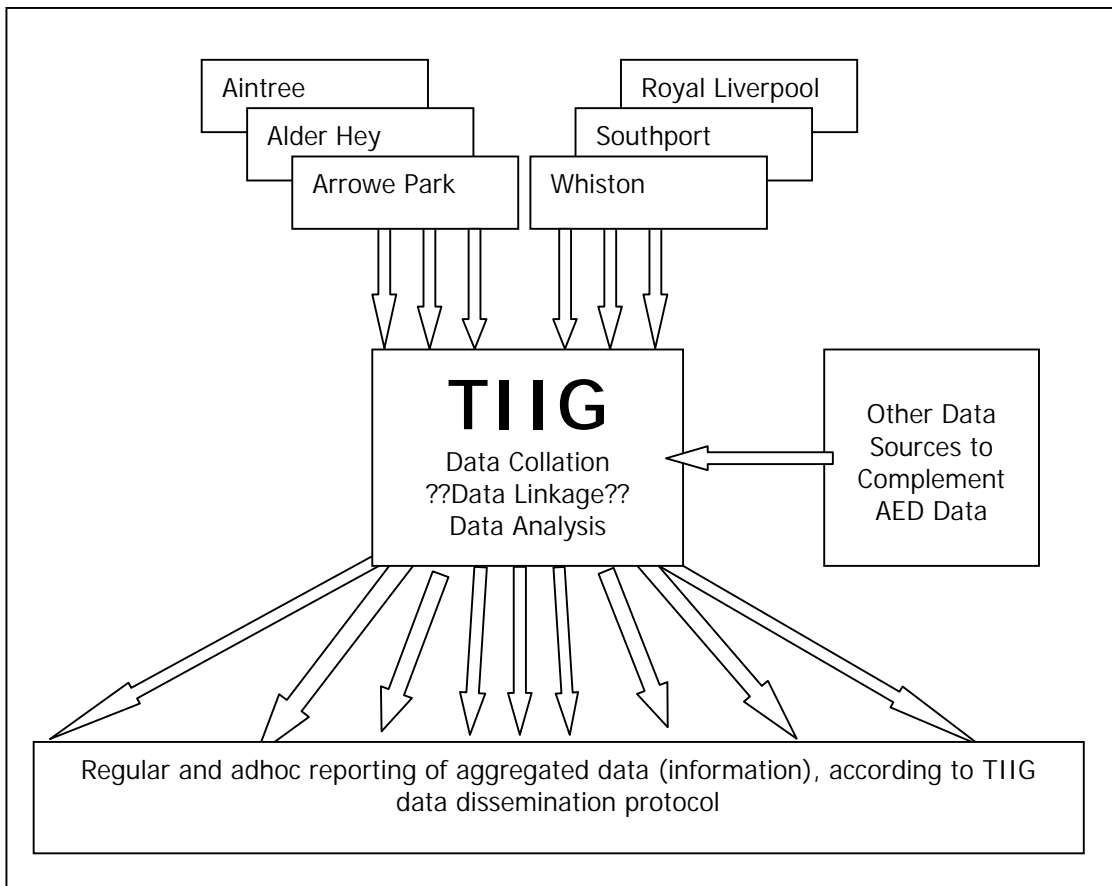 Aintree
Alder Hey
Arrowe Park
Royal Liverpool
Southport
Whiston
TIIG
Data Collation
??Data Linkage??
Data Analysis
Other Data
Sources to
Complement
AED Data
Regular and adhoc reporting of aggregated data (information), according to TIIG
data dissemination protocol